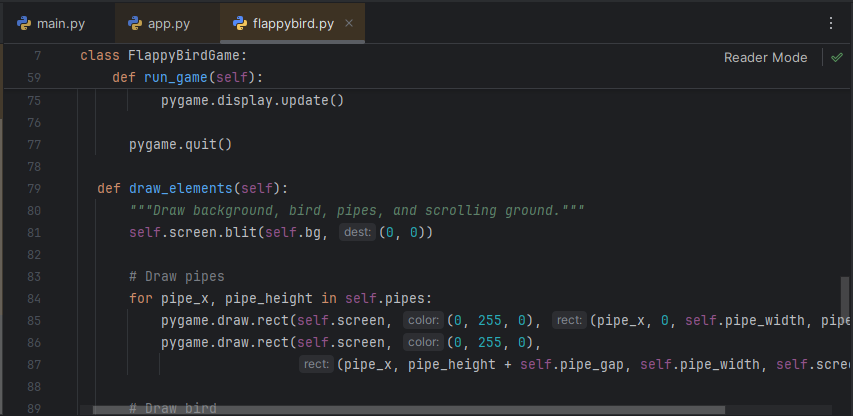 main.py app.py flappybird.py
7 class FlappyBirdGame: Reader Mode
59 def run_game(self):
75 pygame.display.update()
76
77 pygame.quit()
78
79 def draw_elements(self):
80 """Draw background, bird, pipes, and scrolling ground."""
81 self.screen.blit(self.bg, dest: (0, 0))
82
83 # Draw pipes
84 for pipe_x, pipe_height in self.pipes:
85 pygame.draw.rect(self.screen, color: (0, 255, 0), rect: (pipe_x, 0, self.pipe_width, pipe
86 pygame.draw.rect(self.screen, color: (0, 255, 0),
87 rect: (pipe_x, pipe_height + self.pipe_gap, self.pipe_width, self.scree
88
89 # Draw bird